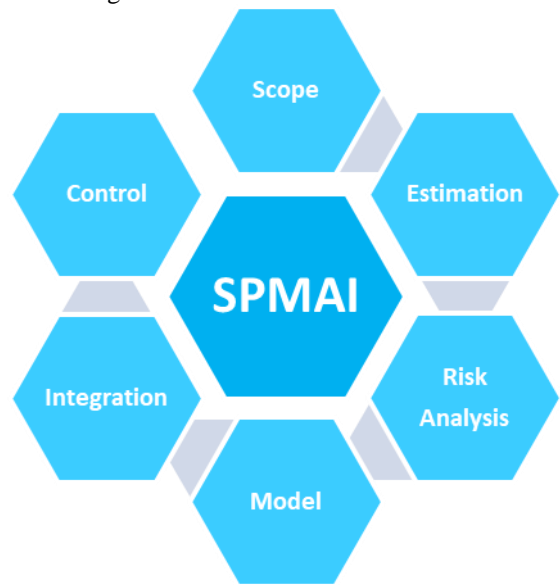 Scope
Control
Estimation
SPMAI
Integration
Risk
Analysis
Model